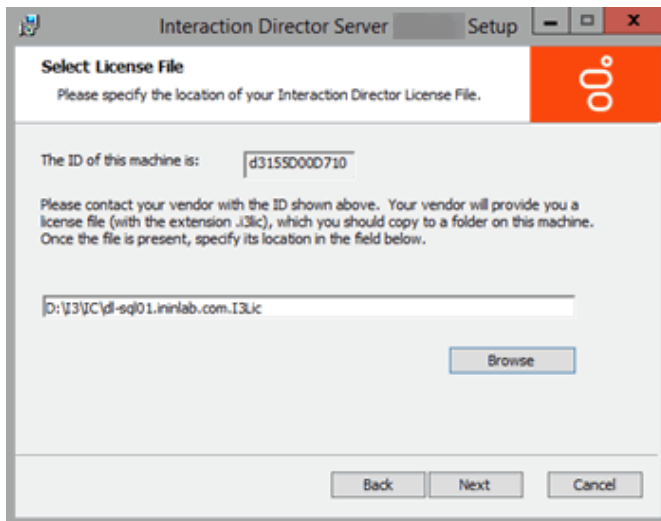 Interaction Director Server Setup
Select License File
Please specify the location of your Interaction Director License File.
The ID of this machine is: d3155D00D710
Please contact your vendor with the ID shown above. Your vendor will provide you a
license file (with the extension .i3lic), which you should copy to a folder on this machine.
Once the file is present, specify its location in the field below.
D:\I3\IC\dl-sql01.ininlab.com.I3Lic
Browse
Back Next Cancel